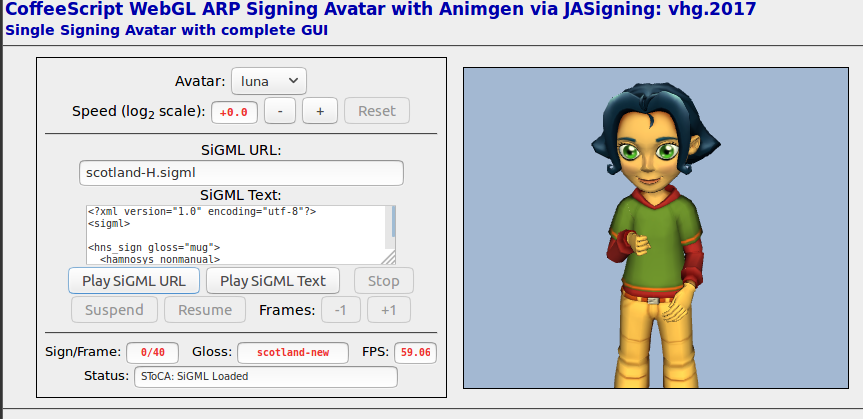 CoffeeScript WebGL ARP Signing Avatar with Animgen via JASigning: vhg.2017
Single Signing Avatar with complete GUI
Avatar: luna
Speed (log2 scale): +0.0 - + Reset
SiGML URL:
scotland-H.sigml
SiGML Text:
<?xml version="1.0" encoding="utf-8"?>
<sigml>
<hns_sign gloss="mug">
<hamnosys_nonmanual>
Play SiGML URL Play SiGML Text Stop
Suspend Resume Frames: -1 +1
Sign/Frame: 0/40 Gloss: scotland-new FPS: 59.06
Status: SToCA: SiGML Loaded